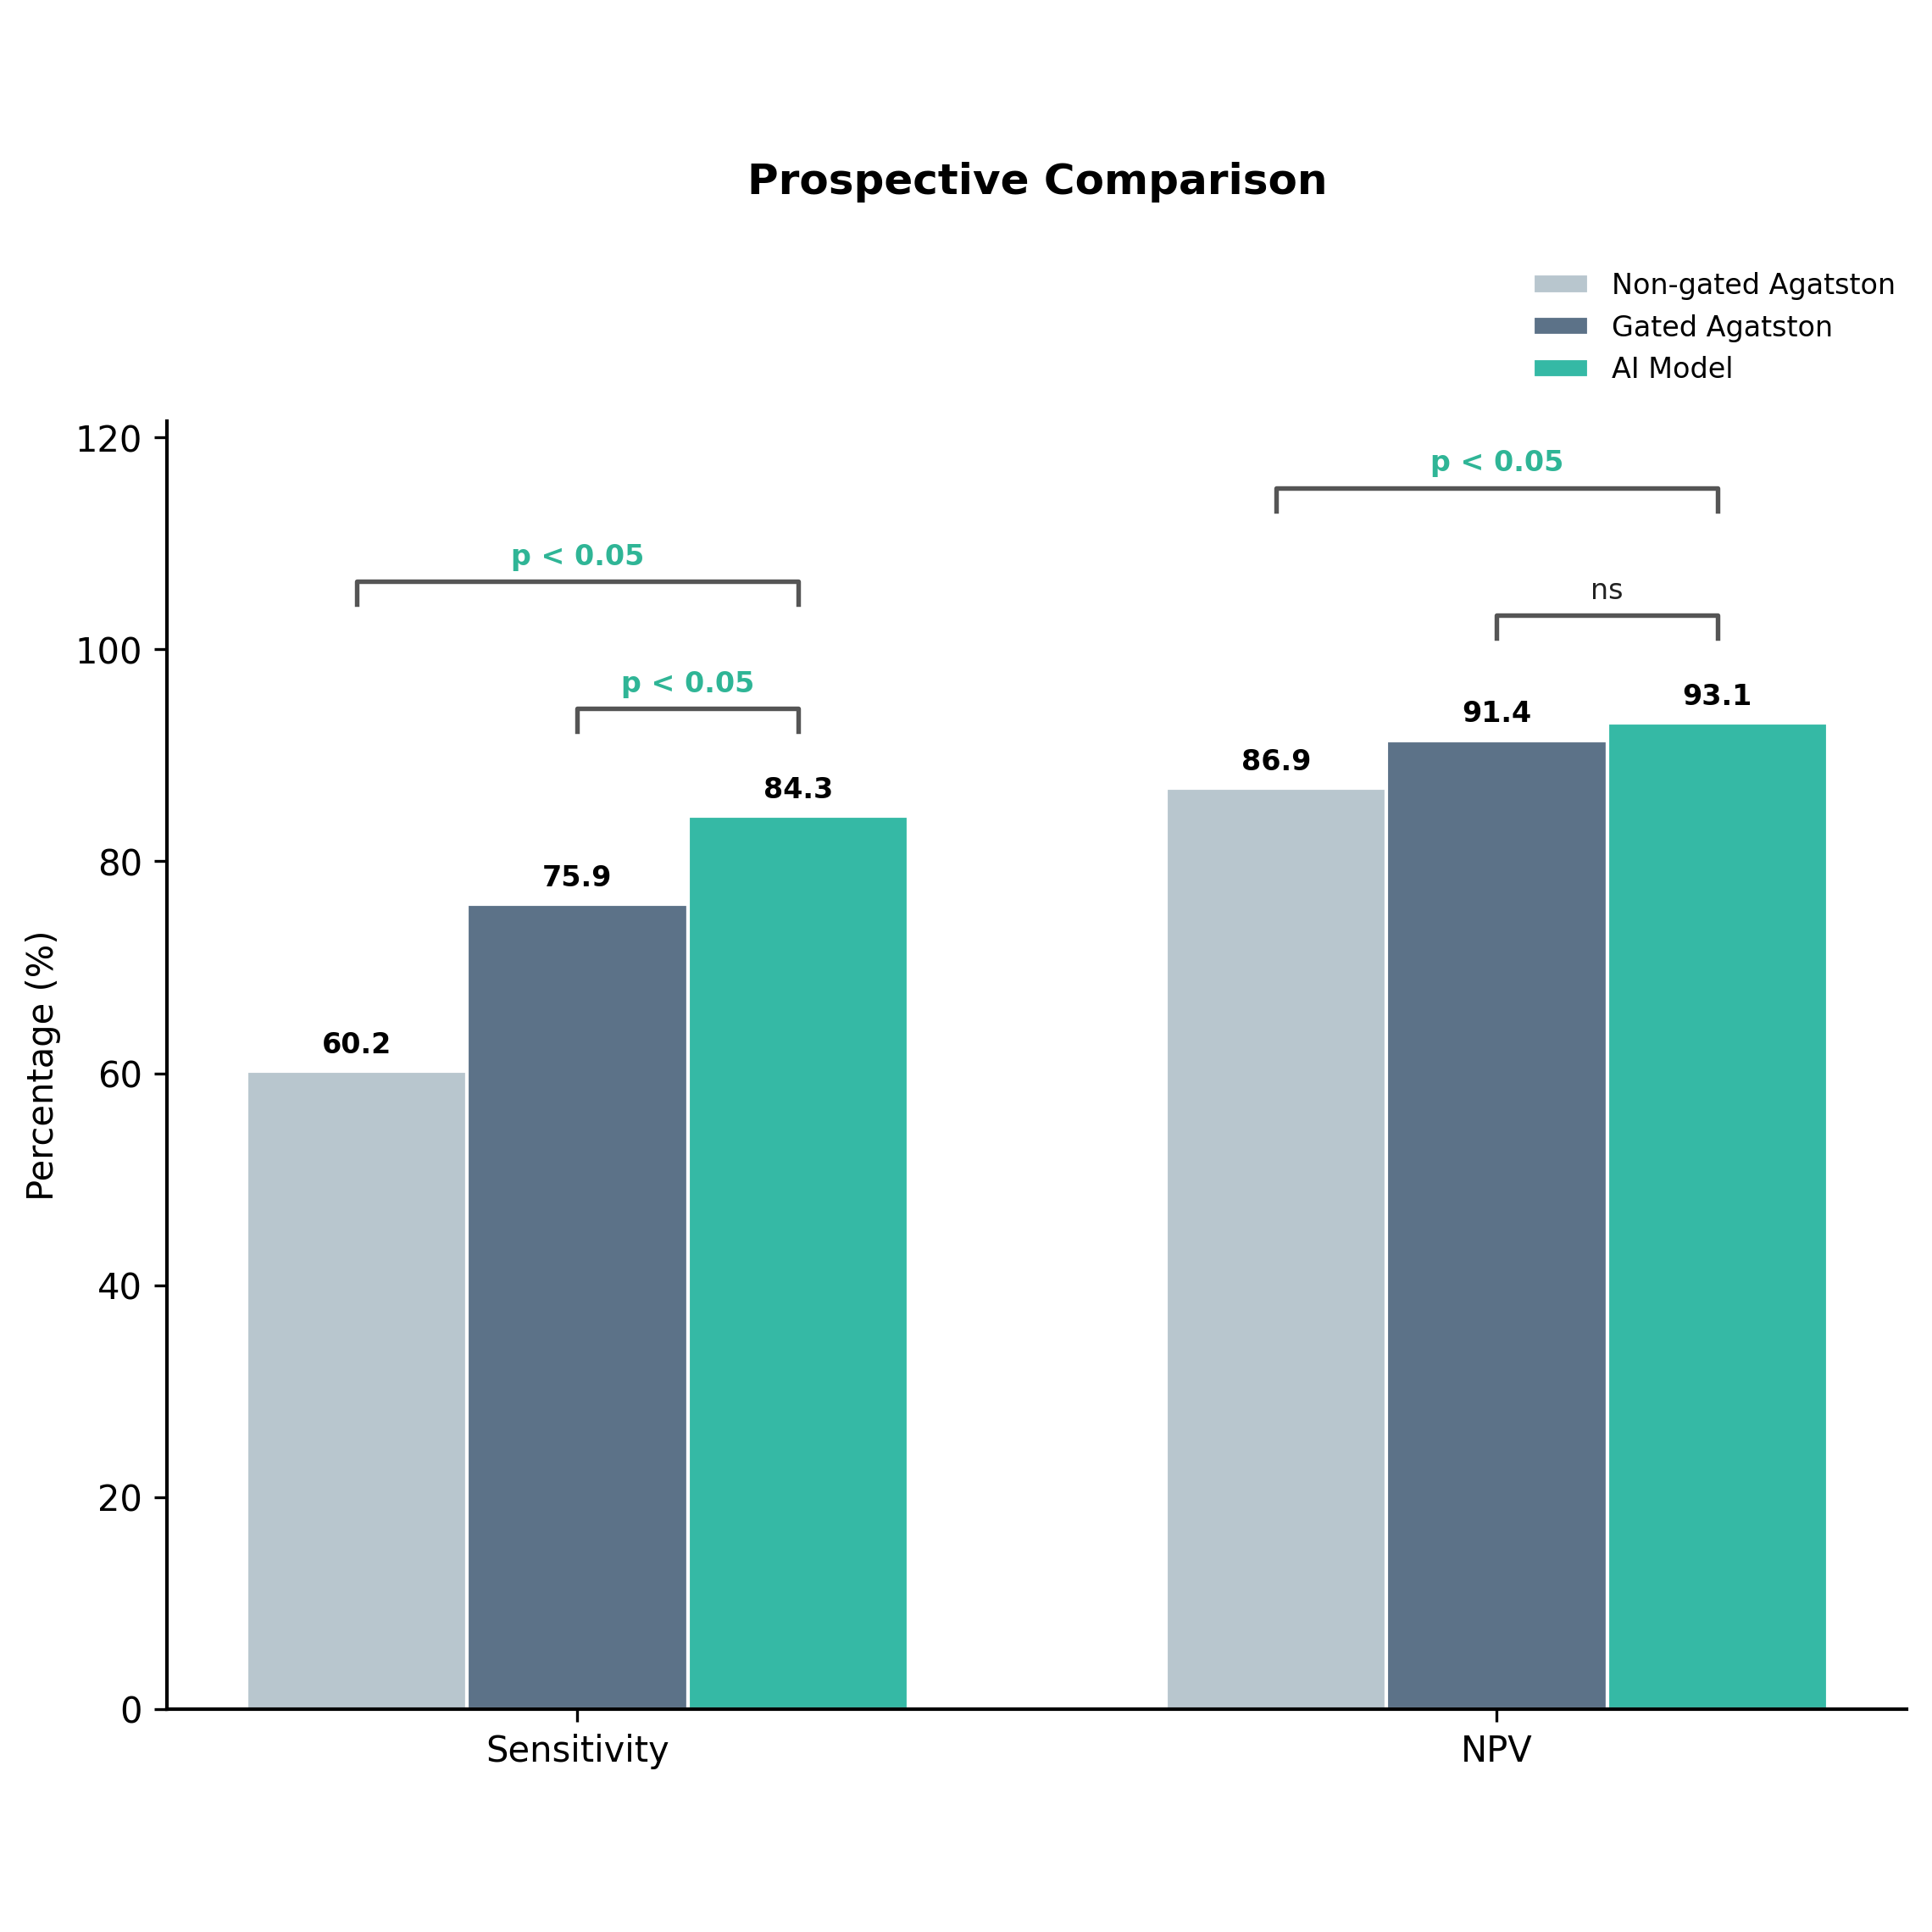 Prospective Comparison
Non-gated Agatston
Gated Agatston
AI Model
120
100
80
60
40
20
0
Percentage (%)
p < 0.05
p < 0.05
p < 0.05
ns
60.2
75.9
84.3
86.9
91.4
93.1
Sensitivity
NPV